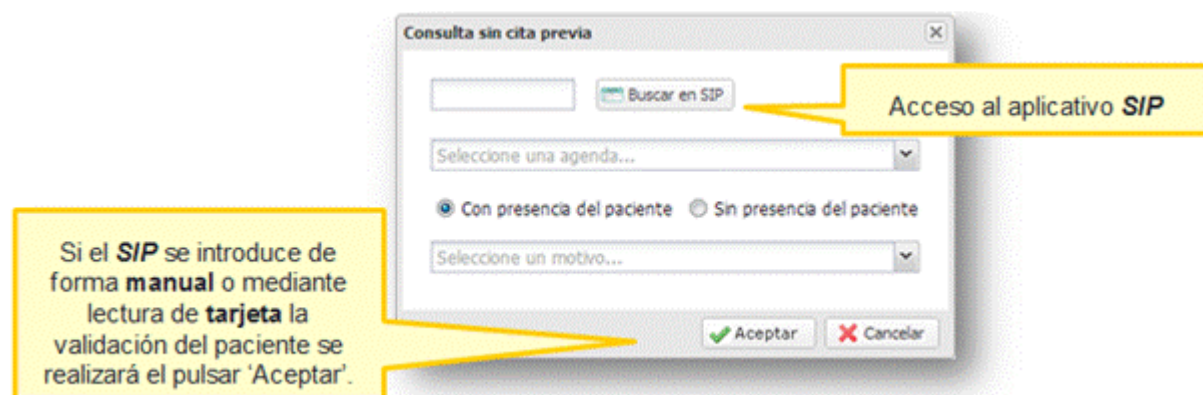 Consulta sin cita previa
Buscar en SIP
Acceso al aplicativo SIP
Seleccione una agenda...
Con presencia del paciente Sin presencia del paciente
Seleccione un motivo...
Aceptar Cancelar
Si el SIP se introduce de
forma manual o mediante
lectura de tarjeta la
validación del paciente se
realizará el pulsar 'Aceptar'.